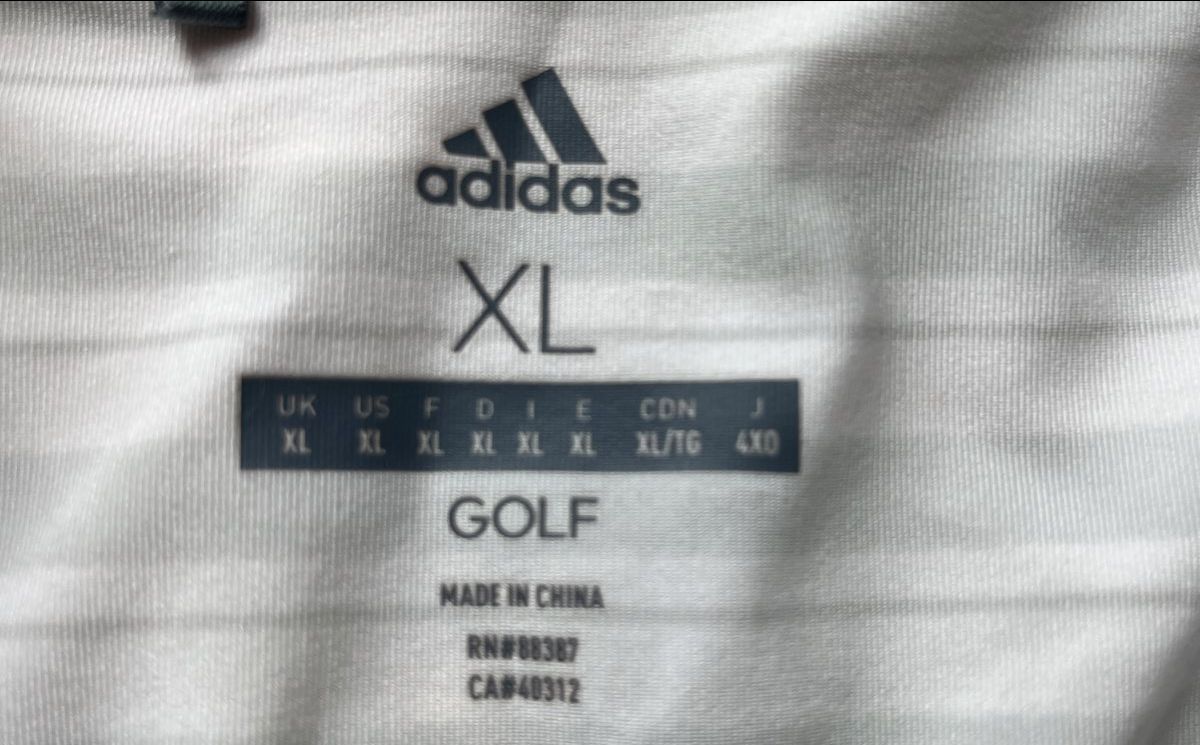 adidas
XL
UK US F D I E CDN J
XL XL XL XL XL XL XL/TG 4XO
GOLF
MADE IN CHINA
RN#88387
CA#40312